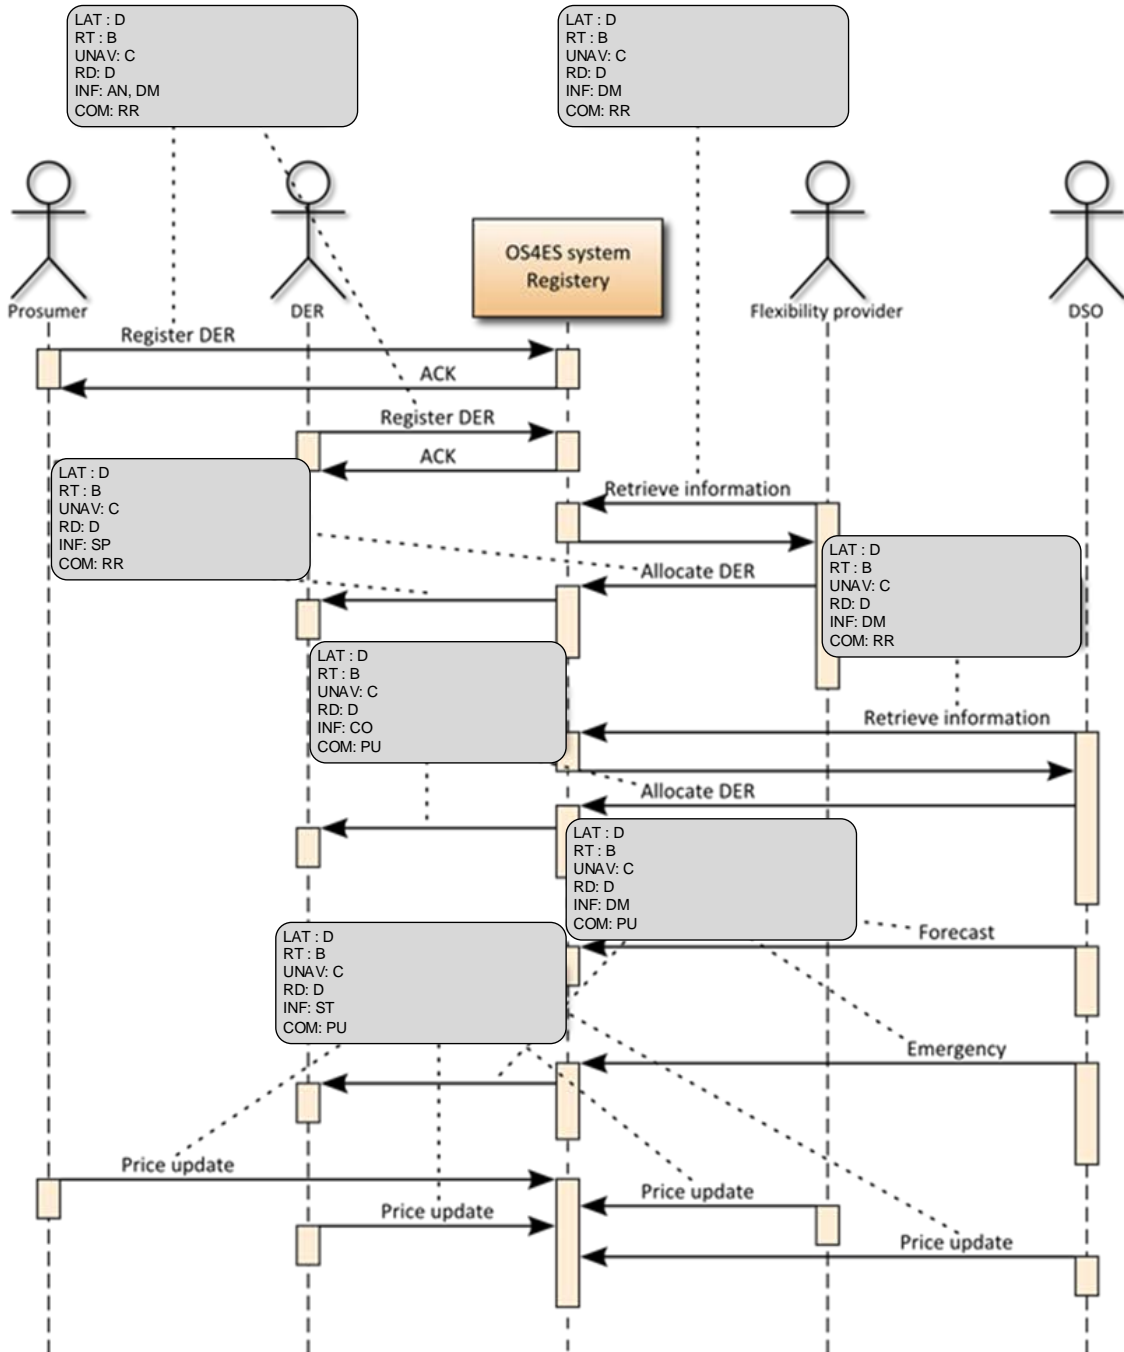 LAT : D
RT : B
UNAV: C
RD: D
INF: AN, DM
COM: RR
LAT : D
RT : B
UNAV: C
RD: D
INF: DM
COM: RR
OS4ES system
Registery
Prosumer
DER
Flexibility provider
DSO
Register DER
ACK
Register DER
ACK
LAT : D
RT : B
UNAV: C
RD: D
INF: SP
COM: RR
Retrieve information
Allocate DER
LAT : D
RT : B
UNAV: C
RD: D
INF: DM
COM: RR
LAT : D
RT : B
UNAV: C
RD: D
INF: CO
COM: PU
Retrieve information
Allocate DER
LAT : D
RT : B
UNAV: C
RD: D
INF: DM
COM: PU
Forecast
LAT : D
RT : B
UNAV: C
RD: D
INF: ST
COM: PU
Emergency
Price update
Price update
Price update
Price update